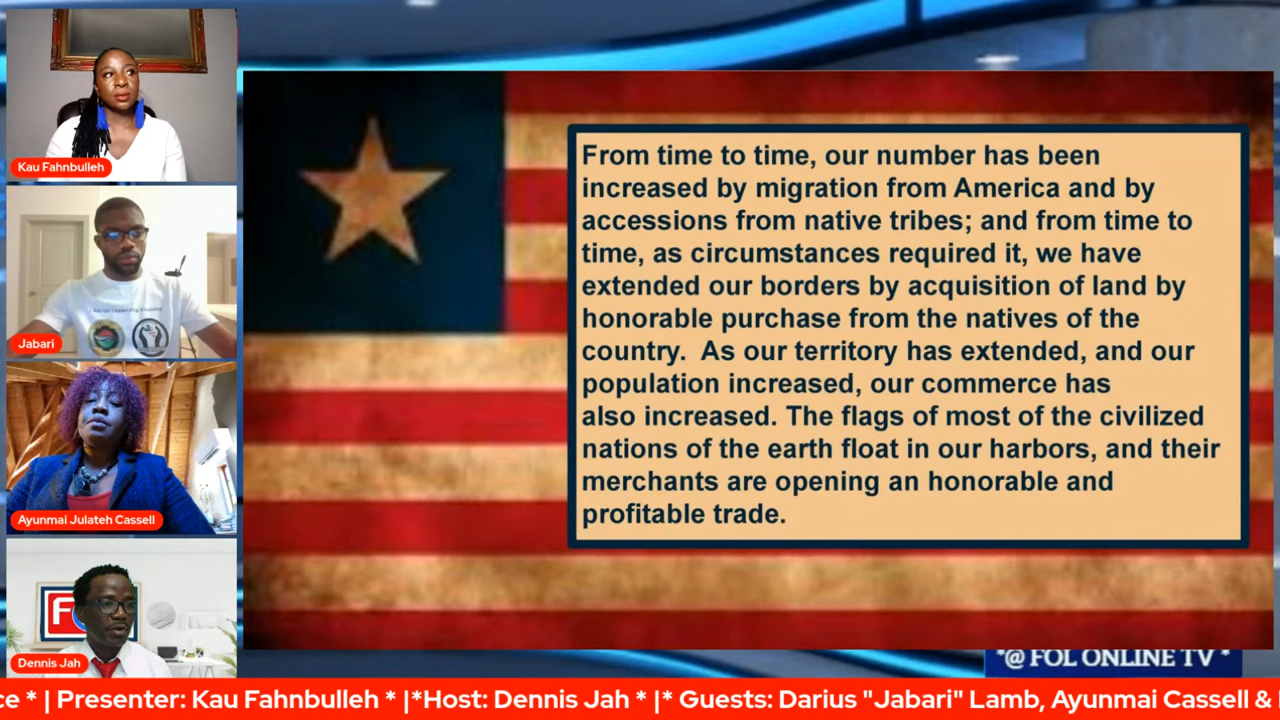 Kau Fahnbulleh
Jabari
Ayunmai Julateh Cassell
Dennis Jah
From time to time, our number has been
increased by migration from America and by
accessions from native tribes; and from time to
time, as circumstances required it, we have
extended our borders by acquisition of land by
honorable purchase from the natives of the
country. As our territory has extended, and our
population increased, our commerce has
also increased. The flags of most of the civilized
nations of the earth float in our harbors, and their
merchants are opening an honorable and
profitable trade.
*@ FOL ONLINE TV *
ce * | Presenter: Kau Fahnbulleh * |*Host: Dennis Jah * |* Guests: Darius "Jabari" Lamb, Ayunmai Cassell &